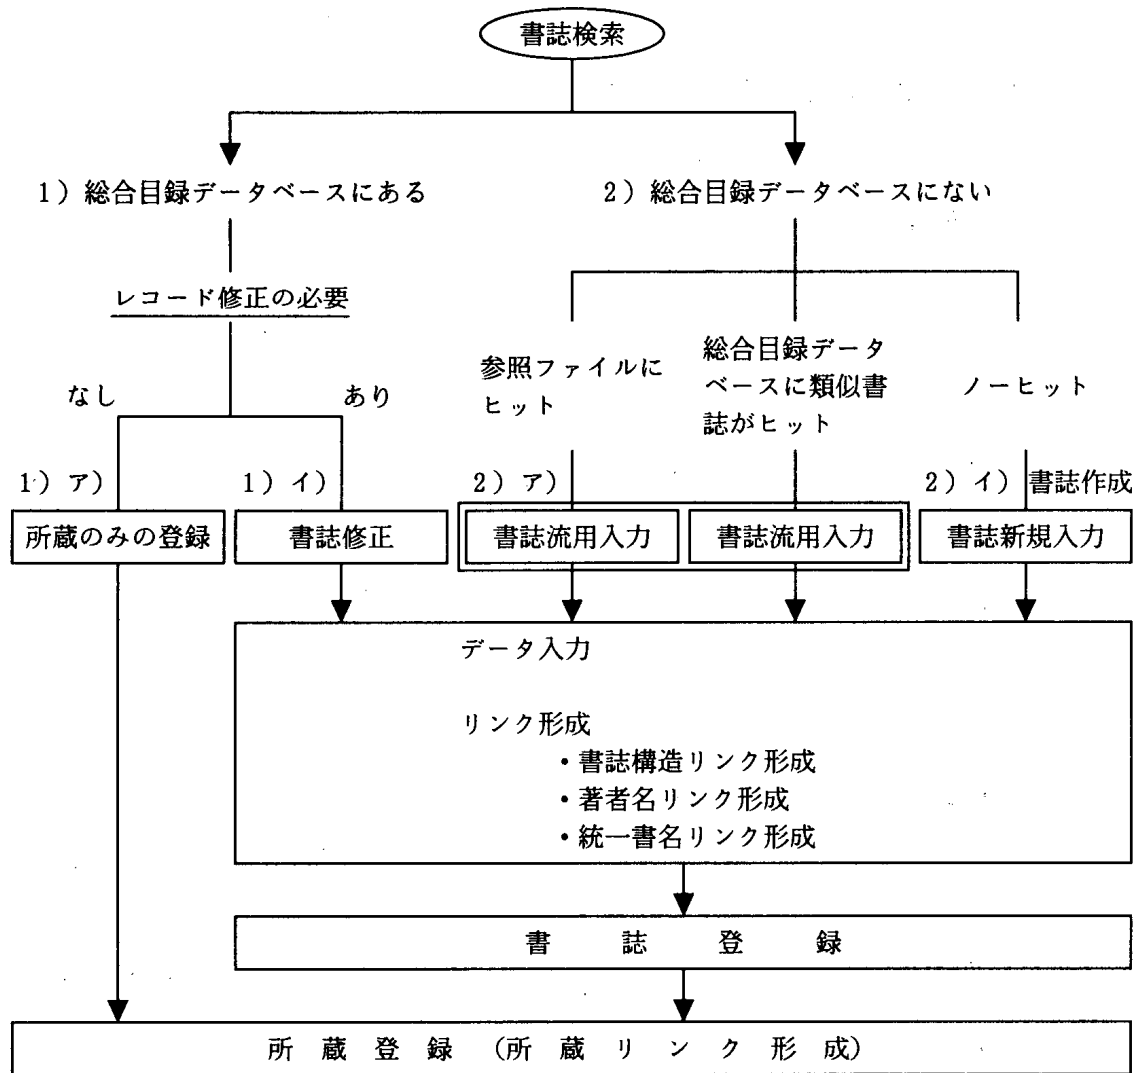 書誌検索
1）総合目録データベースにある
2）総合目録データベースにない
レコード修正の必要
なし
あり
参照ファイルに
ヒット
総合目録データ
ベースに類似書
誌がヒット
ノーヒット
1）ア）
1）イ）
2）ア）
2）イ）書誌作成
所蔵のみの登録
書誌修正
書誌流用入力
書誌流用入力
書誌新規入力
データ入力
リンク形成
・書誌構造リンク形成
・著者名リンク形成
・統一書名リンク形成
書誌登録
所蔵登録（所蔵リンク形成）